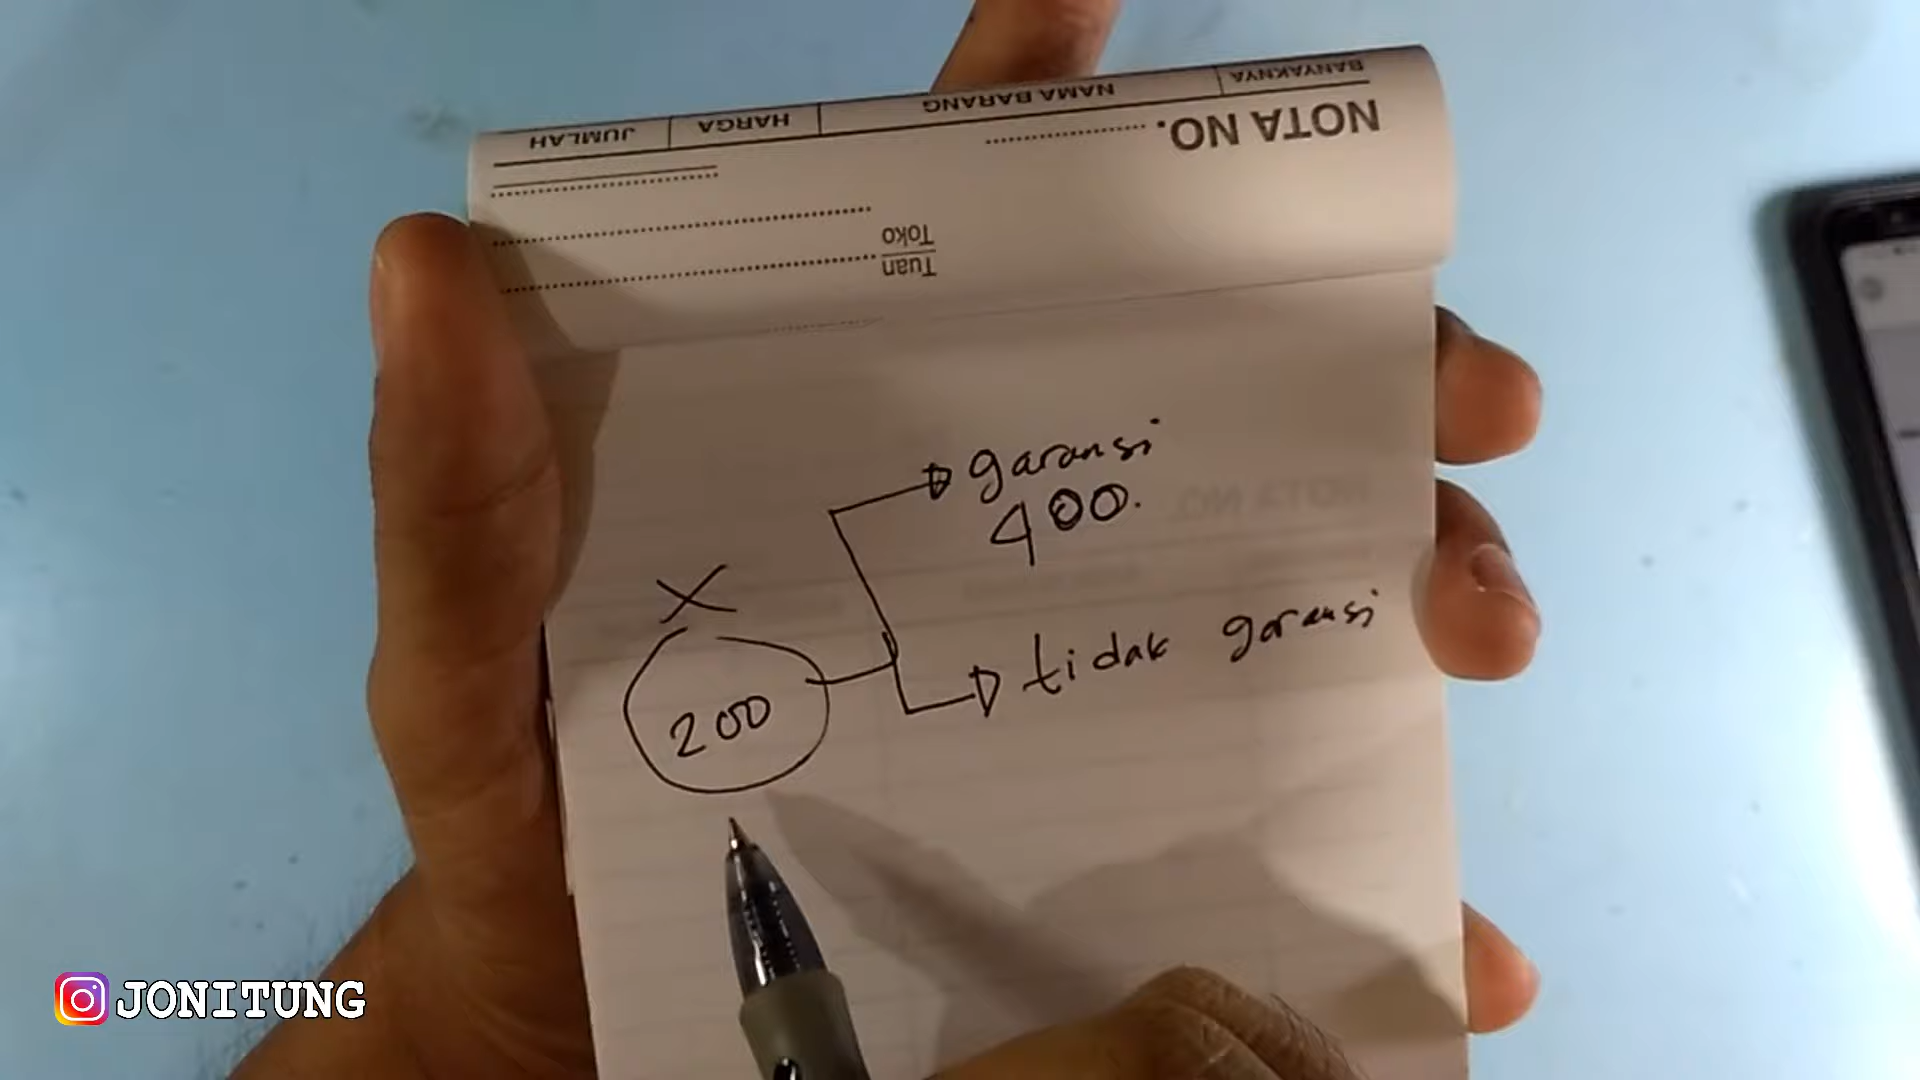 BANYAKNYA NAMA BARANG HARGA JUMLAH
NOTA NO.
Tuan
Toko
garansi
400.
X
200
tidak garansi
JONITUNG